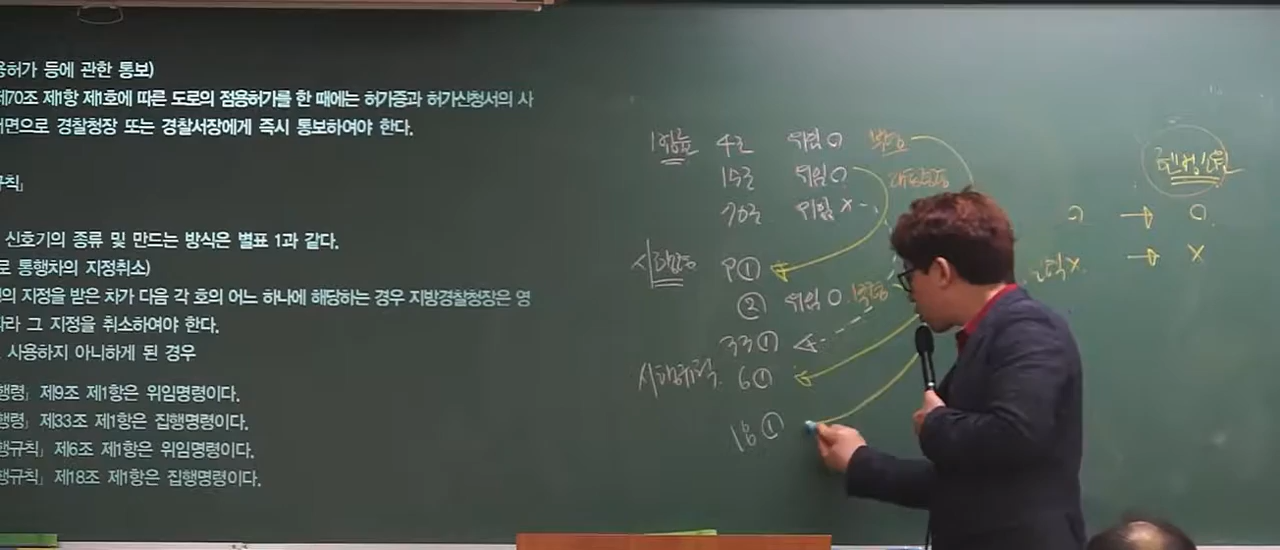 용허가 등에 관한 통보)
제70조 제1항 제1호에 따른 도로의 점용허가를 한 때에는 허가증과 허가신청서의 사
서면으로 경찰청장 또는 경찰서장에게 즉시 통보하여야 한다.
규칙」
신호기의 종류 및 만드는 방식은 별표 1과 같다.
로 통행차의 지정취소)
의 지정을 받은 차가 다음 각 호의 어느 하나에 해당하는 경우 지방경찰청장은 영
따라 그 지정을 취소하여야 한다.
사용하지 아니하게 된 경우
행령」 제9조 제1항은 위임명령이다.
행령」 제33조 제1항은 집행명령이다.
행규칙」 제6조 제1항은 위임명령이다.
행규칙」 제18조 제1항은 집행명령이다.
4조 위임 O
15조 위임 O
70조 위임 X
시행령 9①
② 위임 O
33①
시행규칙 6①
18①
O → O
X → X